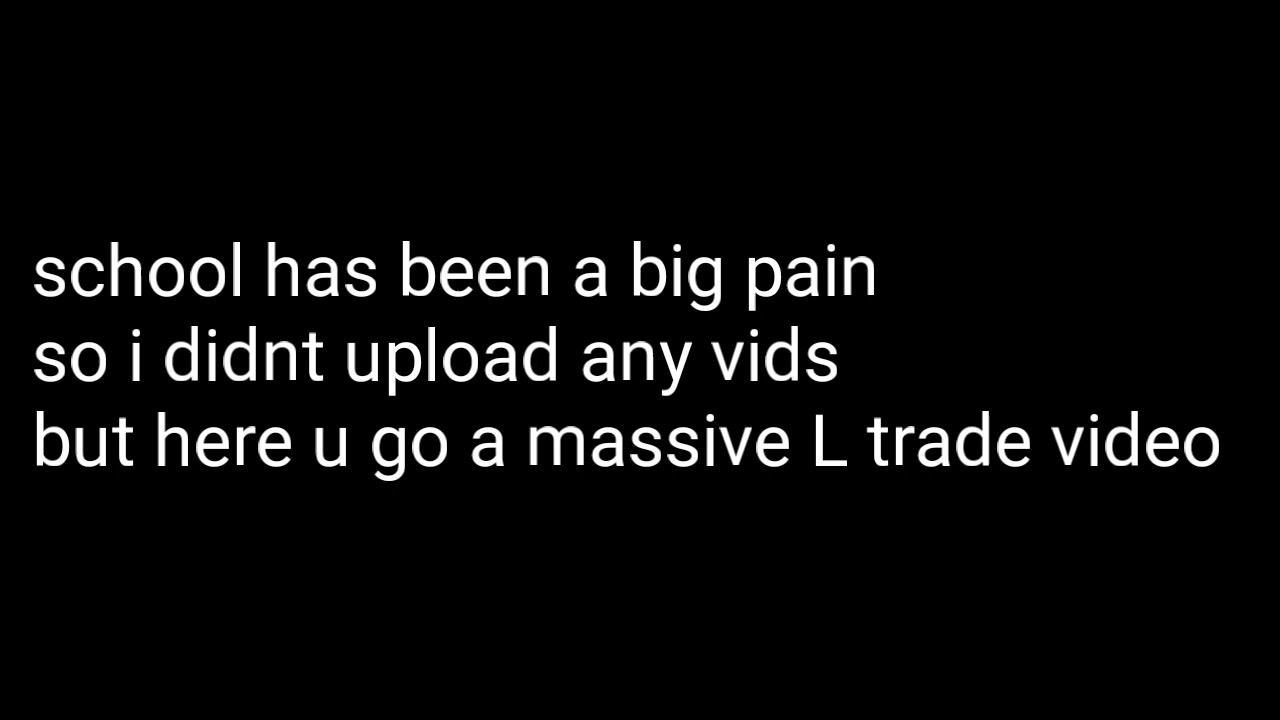 school has been a big pain
so i didnt upload any vids
but here u go a massive L trade video